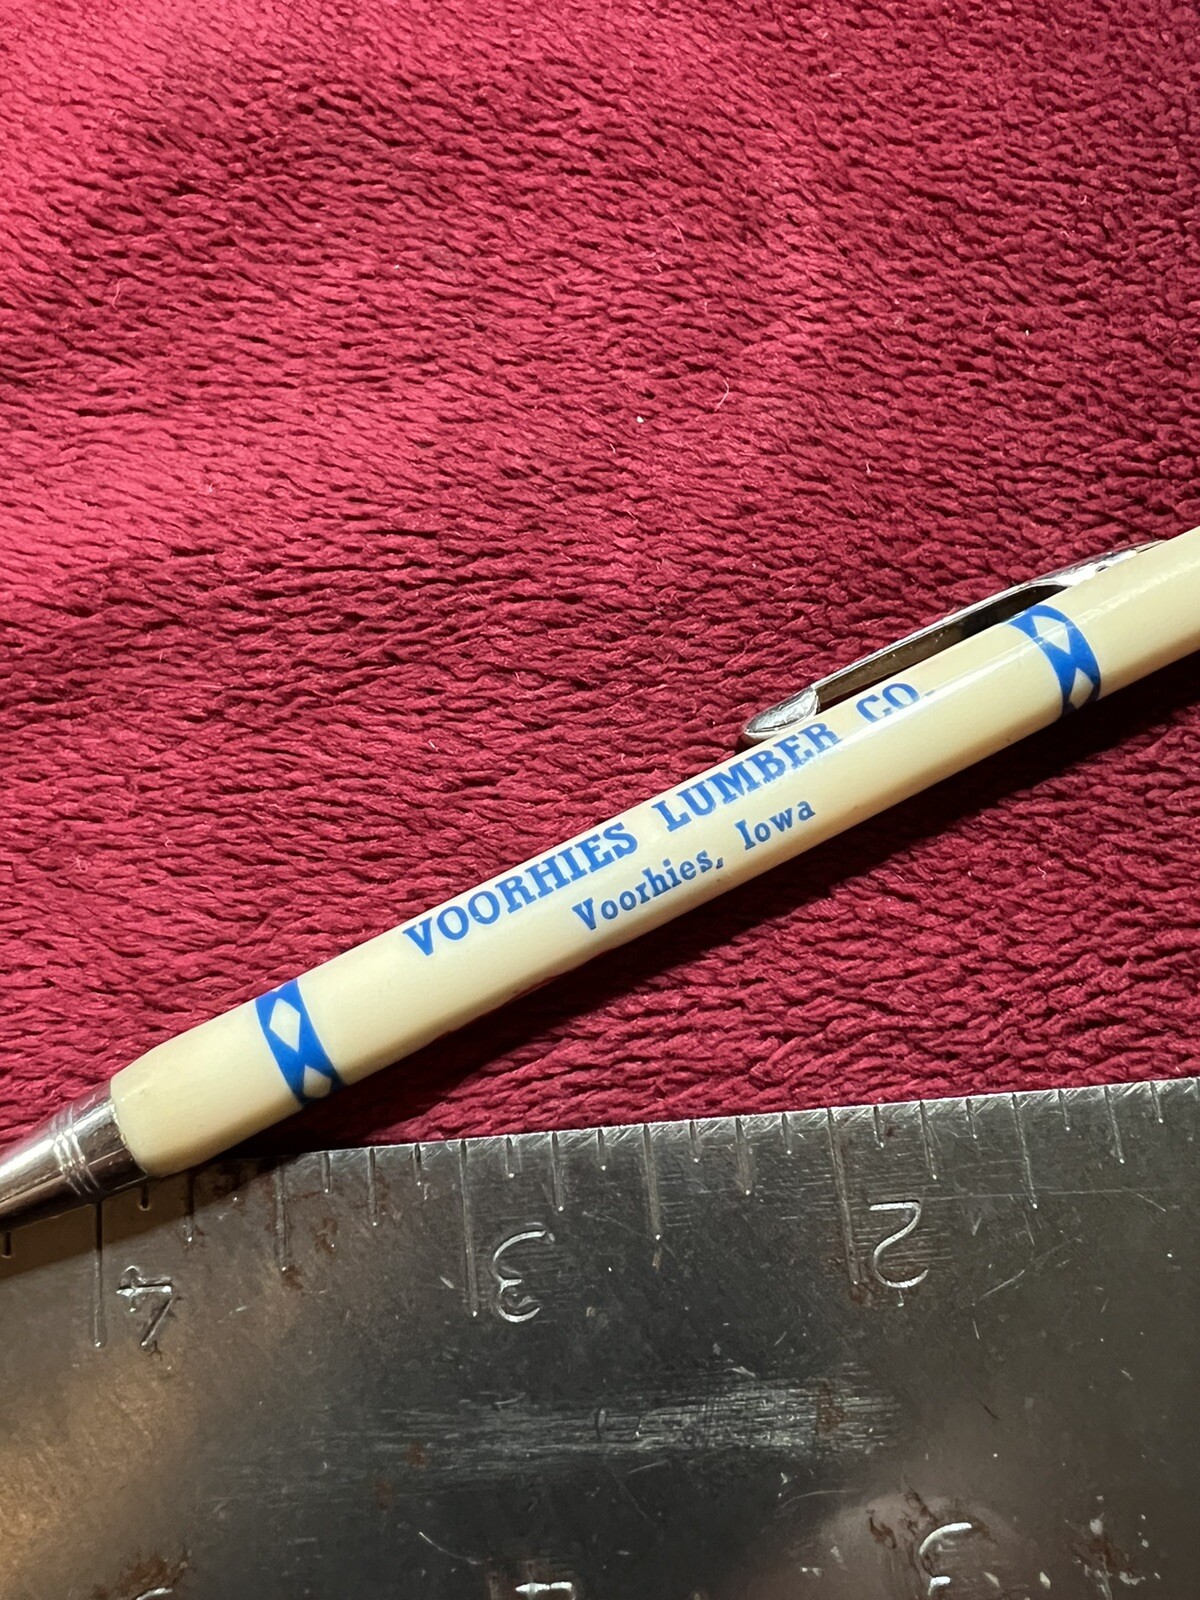 VOORHIES LUMBER CO.
Voorhies, Iowa
4 3 2